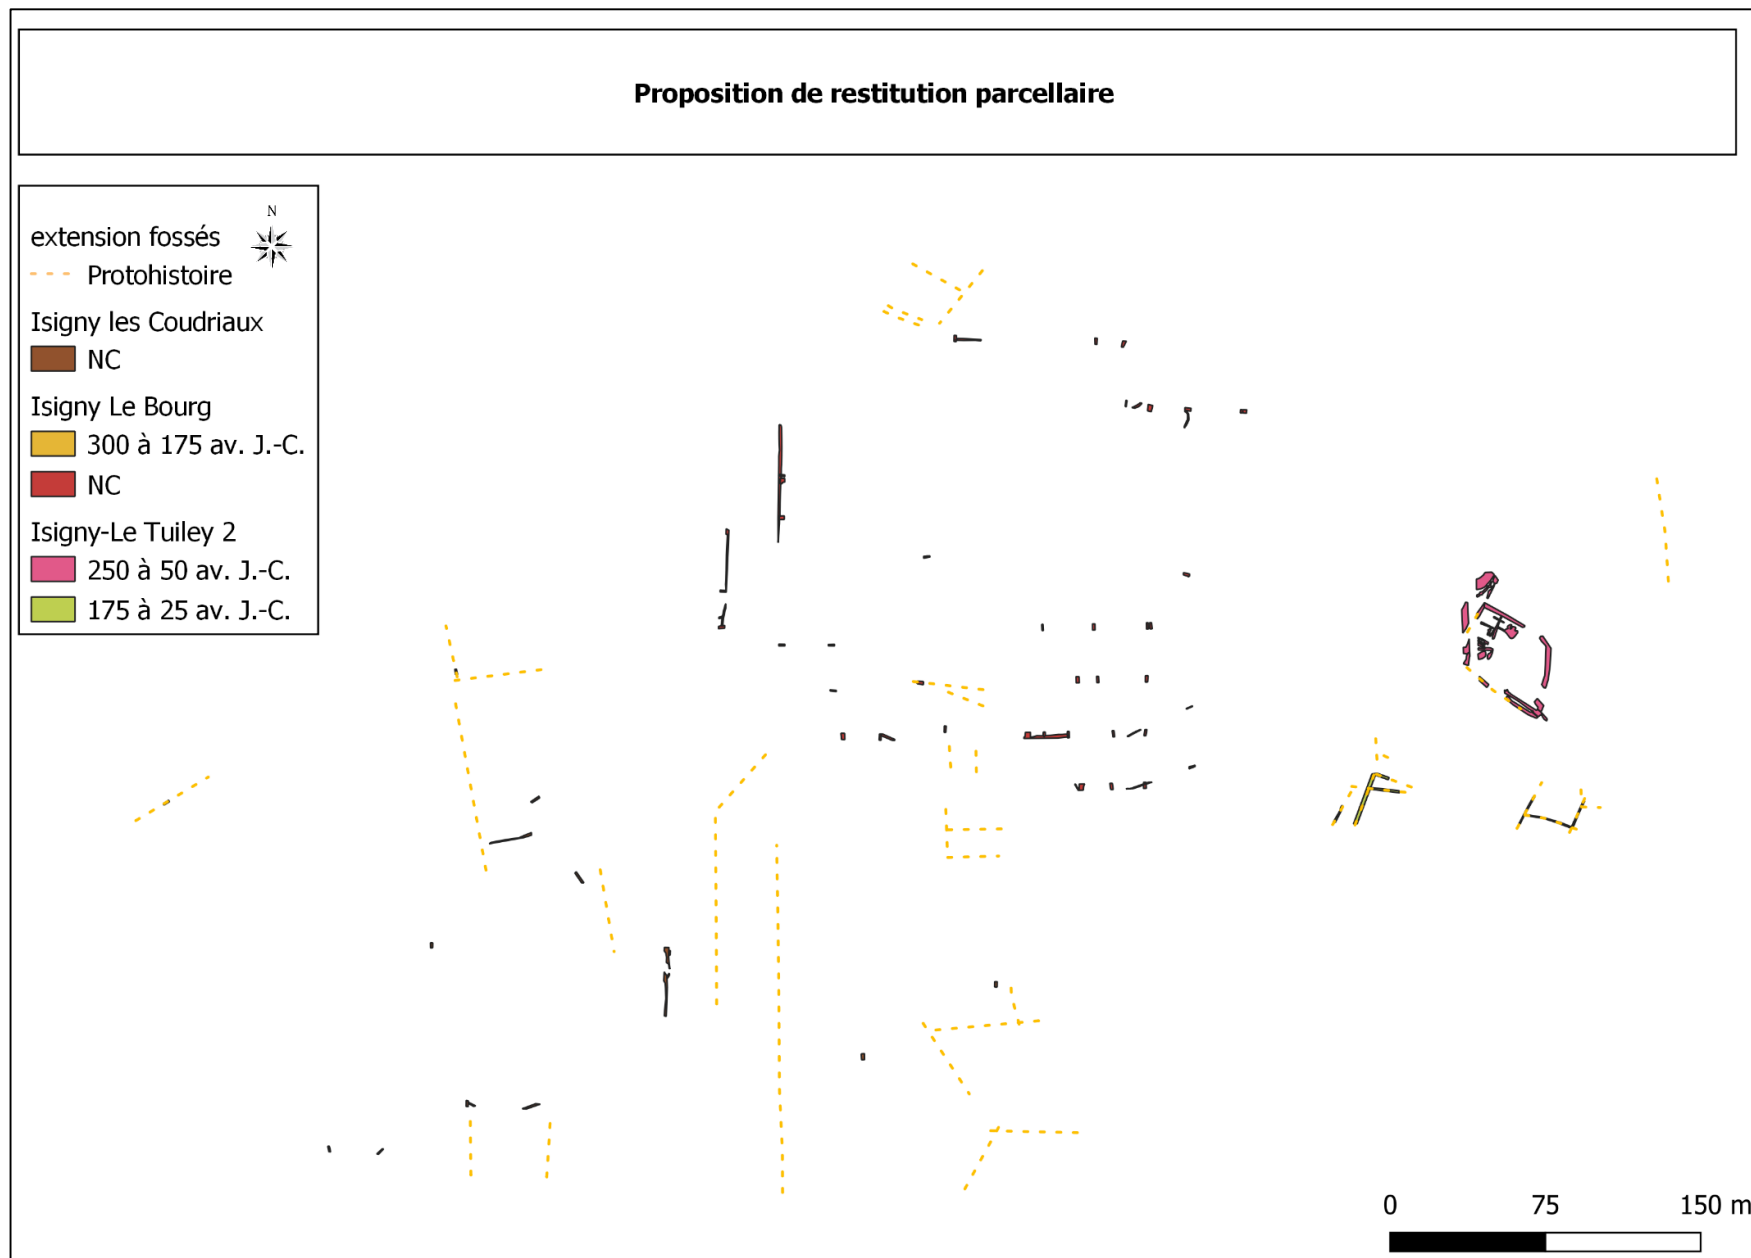 Proposition de restitution parcellaire
N
extension fossés
Protohistoire
Isigny les Coudriaux
NC
Isigny Le Bourg
300 à 175 av. J.-C.
NC
Isigny-Le Tuiley 2
250 à 50 av. J.-C.
175 à 25 av. J.-C.
0 75 150 m